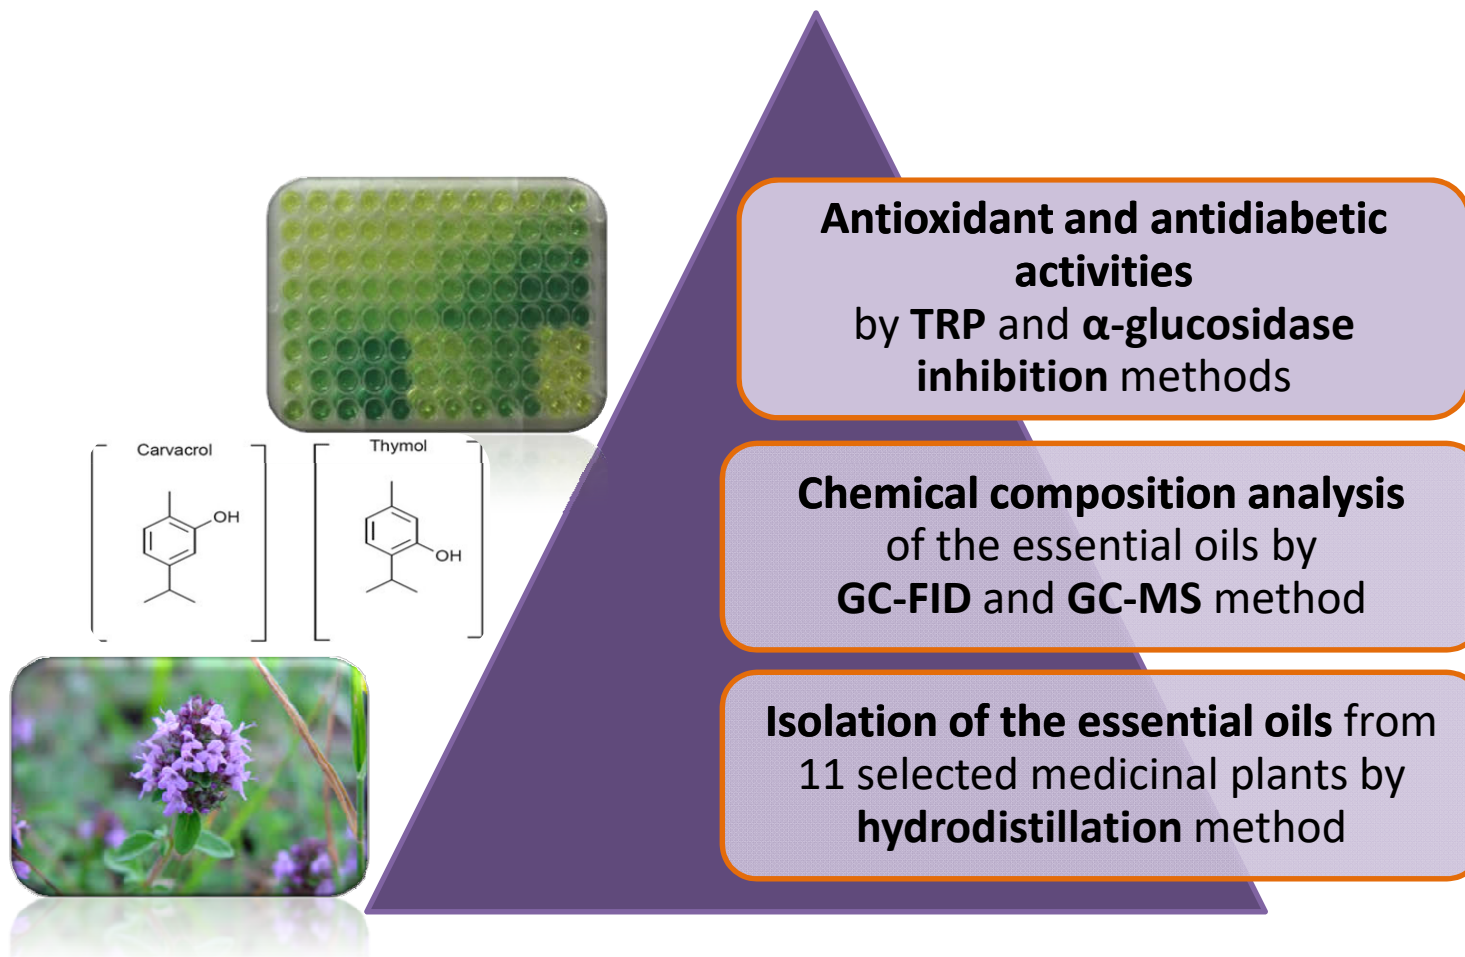 Antioxidant and antidiabetic
activities
by TRP and α-glucosidase
inhibition methods
Carvacrol
OH
Thymol
OH
Chemical composition analysis
of the essential oils by
GC-FID and GC-MS method
Isolation of the essential oils from
11 selected medicinal plants by
hydrodistillation method